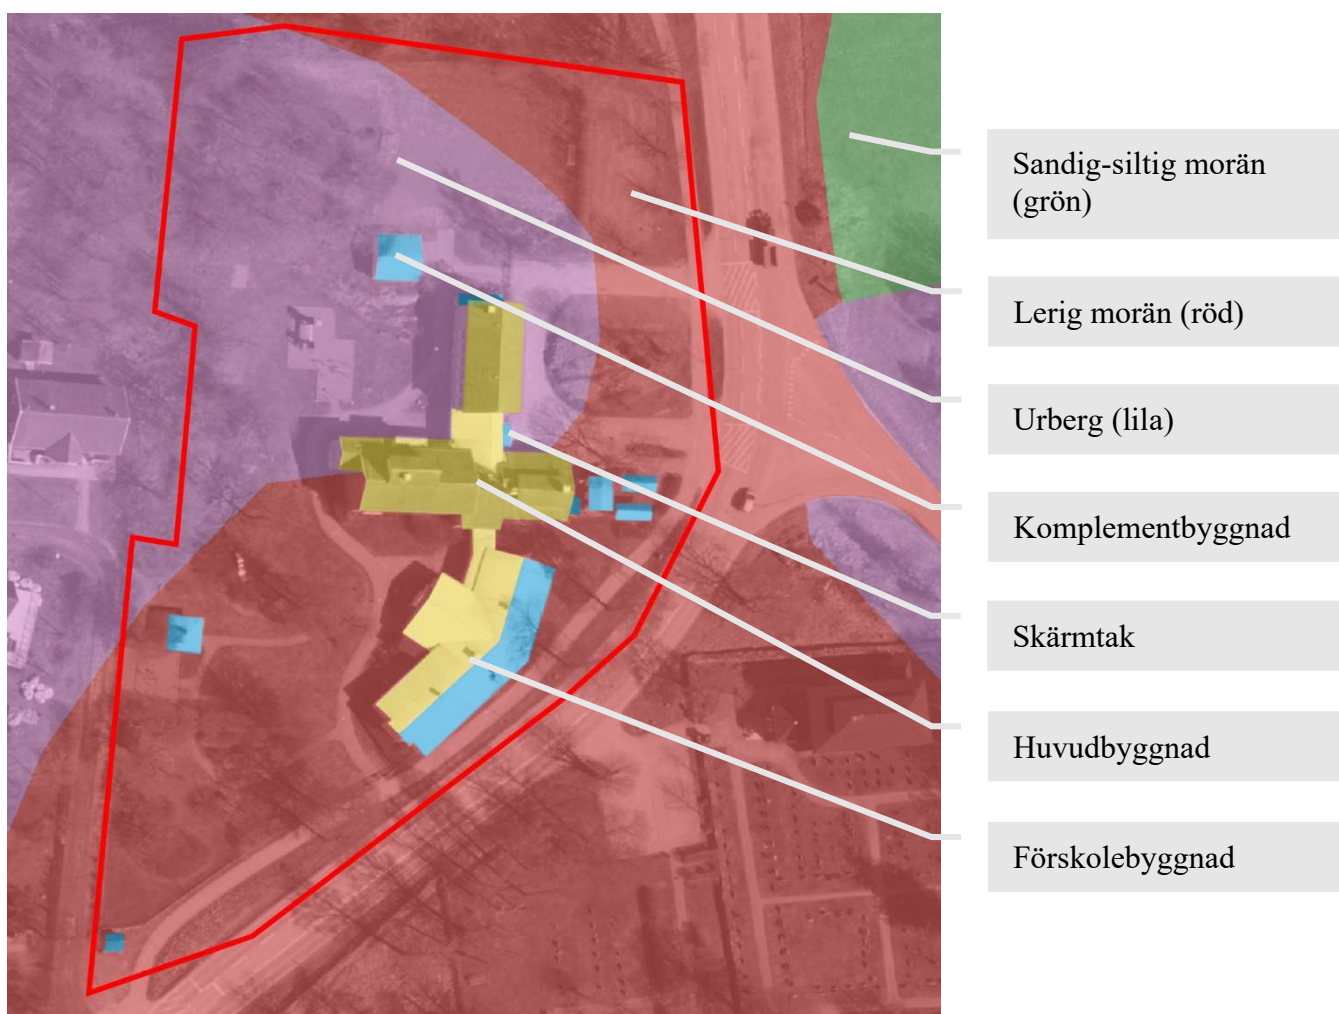 Sandig-siltig morän
(grön)
Lerig morän (röd)
Urberg (lila)
Komplementbyggnad
Skärmtak
Huvudbyggnad
Förskolebyggnad